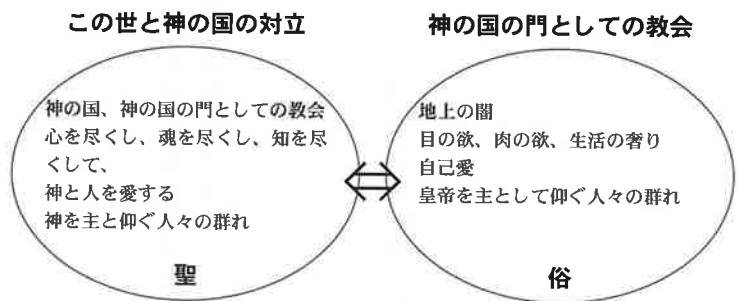 この世と神の国の対立
神の国の門としての教会
神の国、神の国の門としての教会
心を尽くし、魂を尽くし、知を尽
くして、
神と人を愛する
神を主と仰ぐ人々の群れ
聖
地上の闇
目の欲、肉の欲、生活の奢り
自己愛
皇帝を主として仰ぐ人々の群れ
俗